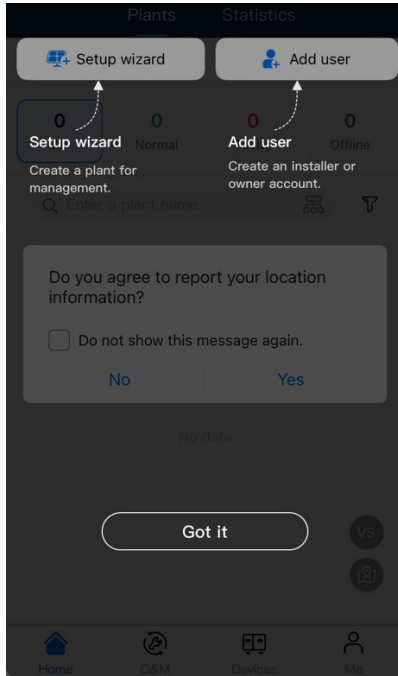 Plants
Statistics
Setup wizard
Add user
0
0
0
0
Setup wizard
Normal
Add user
Offline
Create a plant for
management.
Create an installer or
owner account.
Enter a plant name
Do you agree to report your location
information?
Do not show this message again.
No
Yes
No data
Got it
VS
Home
O&M
Devices
Me